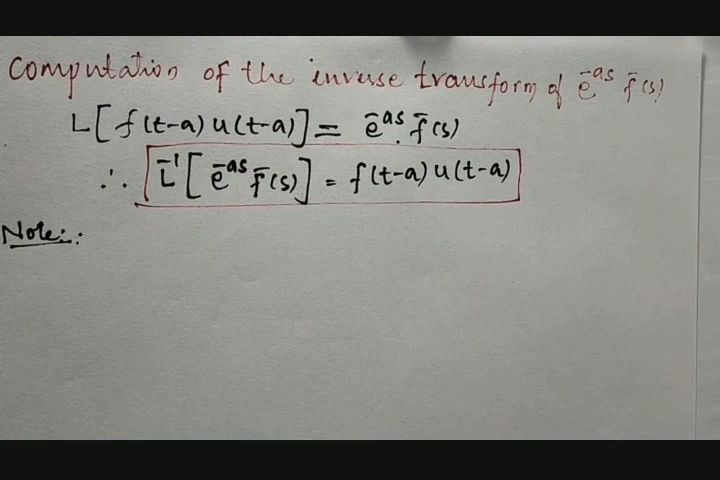 Computation of the inverse transform of e^-as f̄(s)
L[f(t-a)u(t-a)] = e^-as . f̄(s)
∴ L^-1[e^-as f̄(s)] = f(t-a)u(t-a)
Note:.